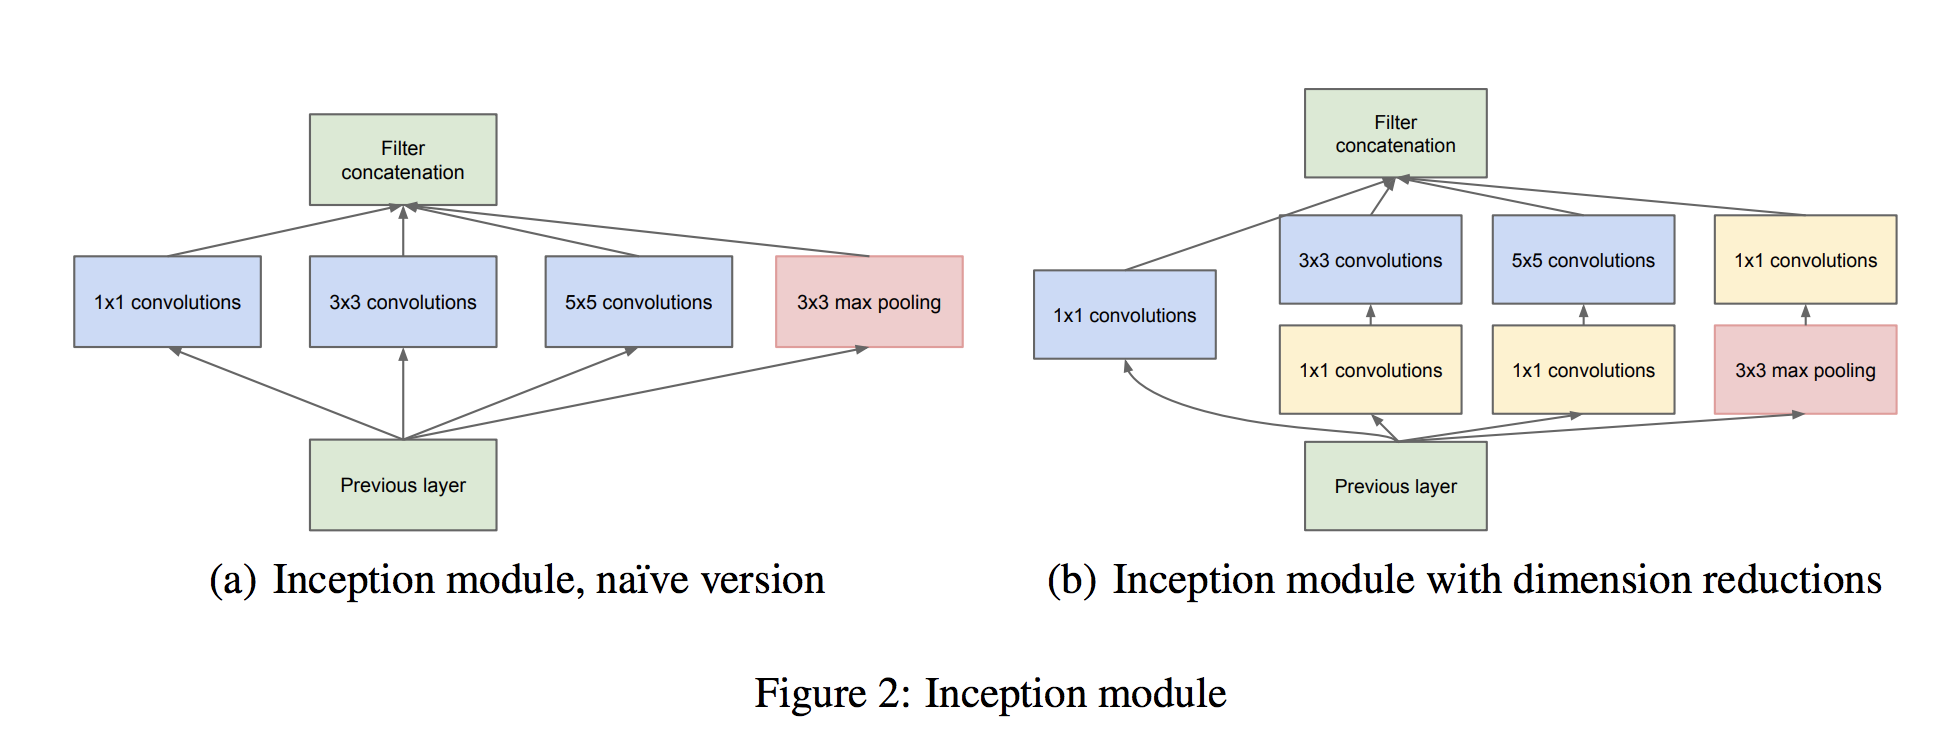 Filter
concatenation
1x1 convolutions
3x3 convolutions
5x5 convolutions
3x3 max pooling
Previous layer
(a) Inception module, naïve version
Filter
concatenation
1x1 convolutions
3x3 convolutions
5x5 convolutions
1x1 convolutions
1x1 convolutions
1x1 convolutions
3x3 max pooling
Previous layer
(b) Inception module with dimension reductions
Figure 2: Inception module